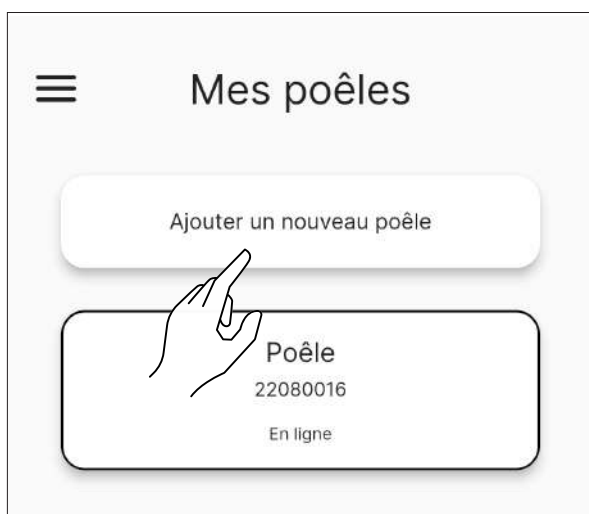 Mes poêles
Ajouter un nouveau poêle
Poêle
22080016
En ligne